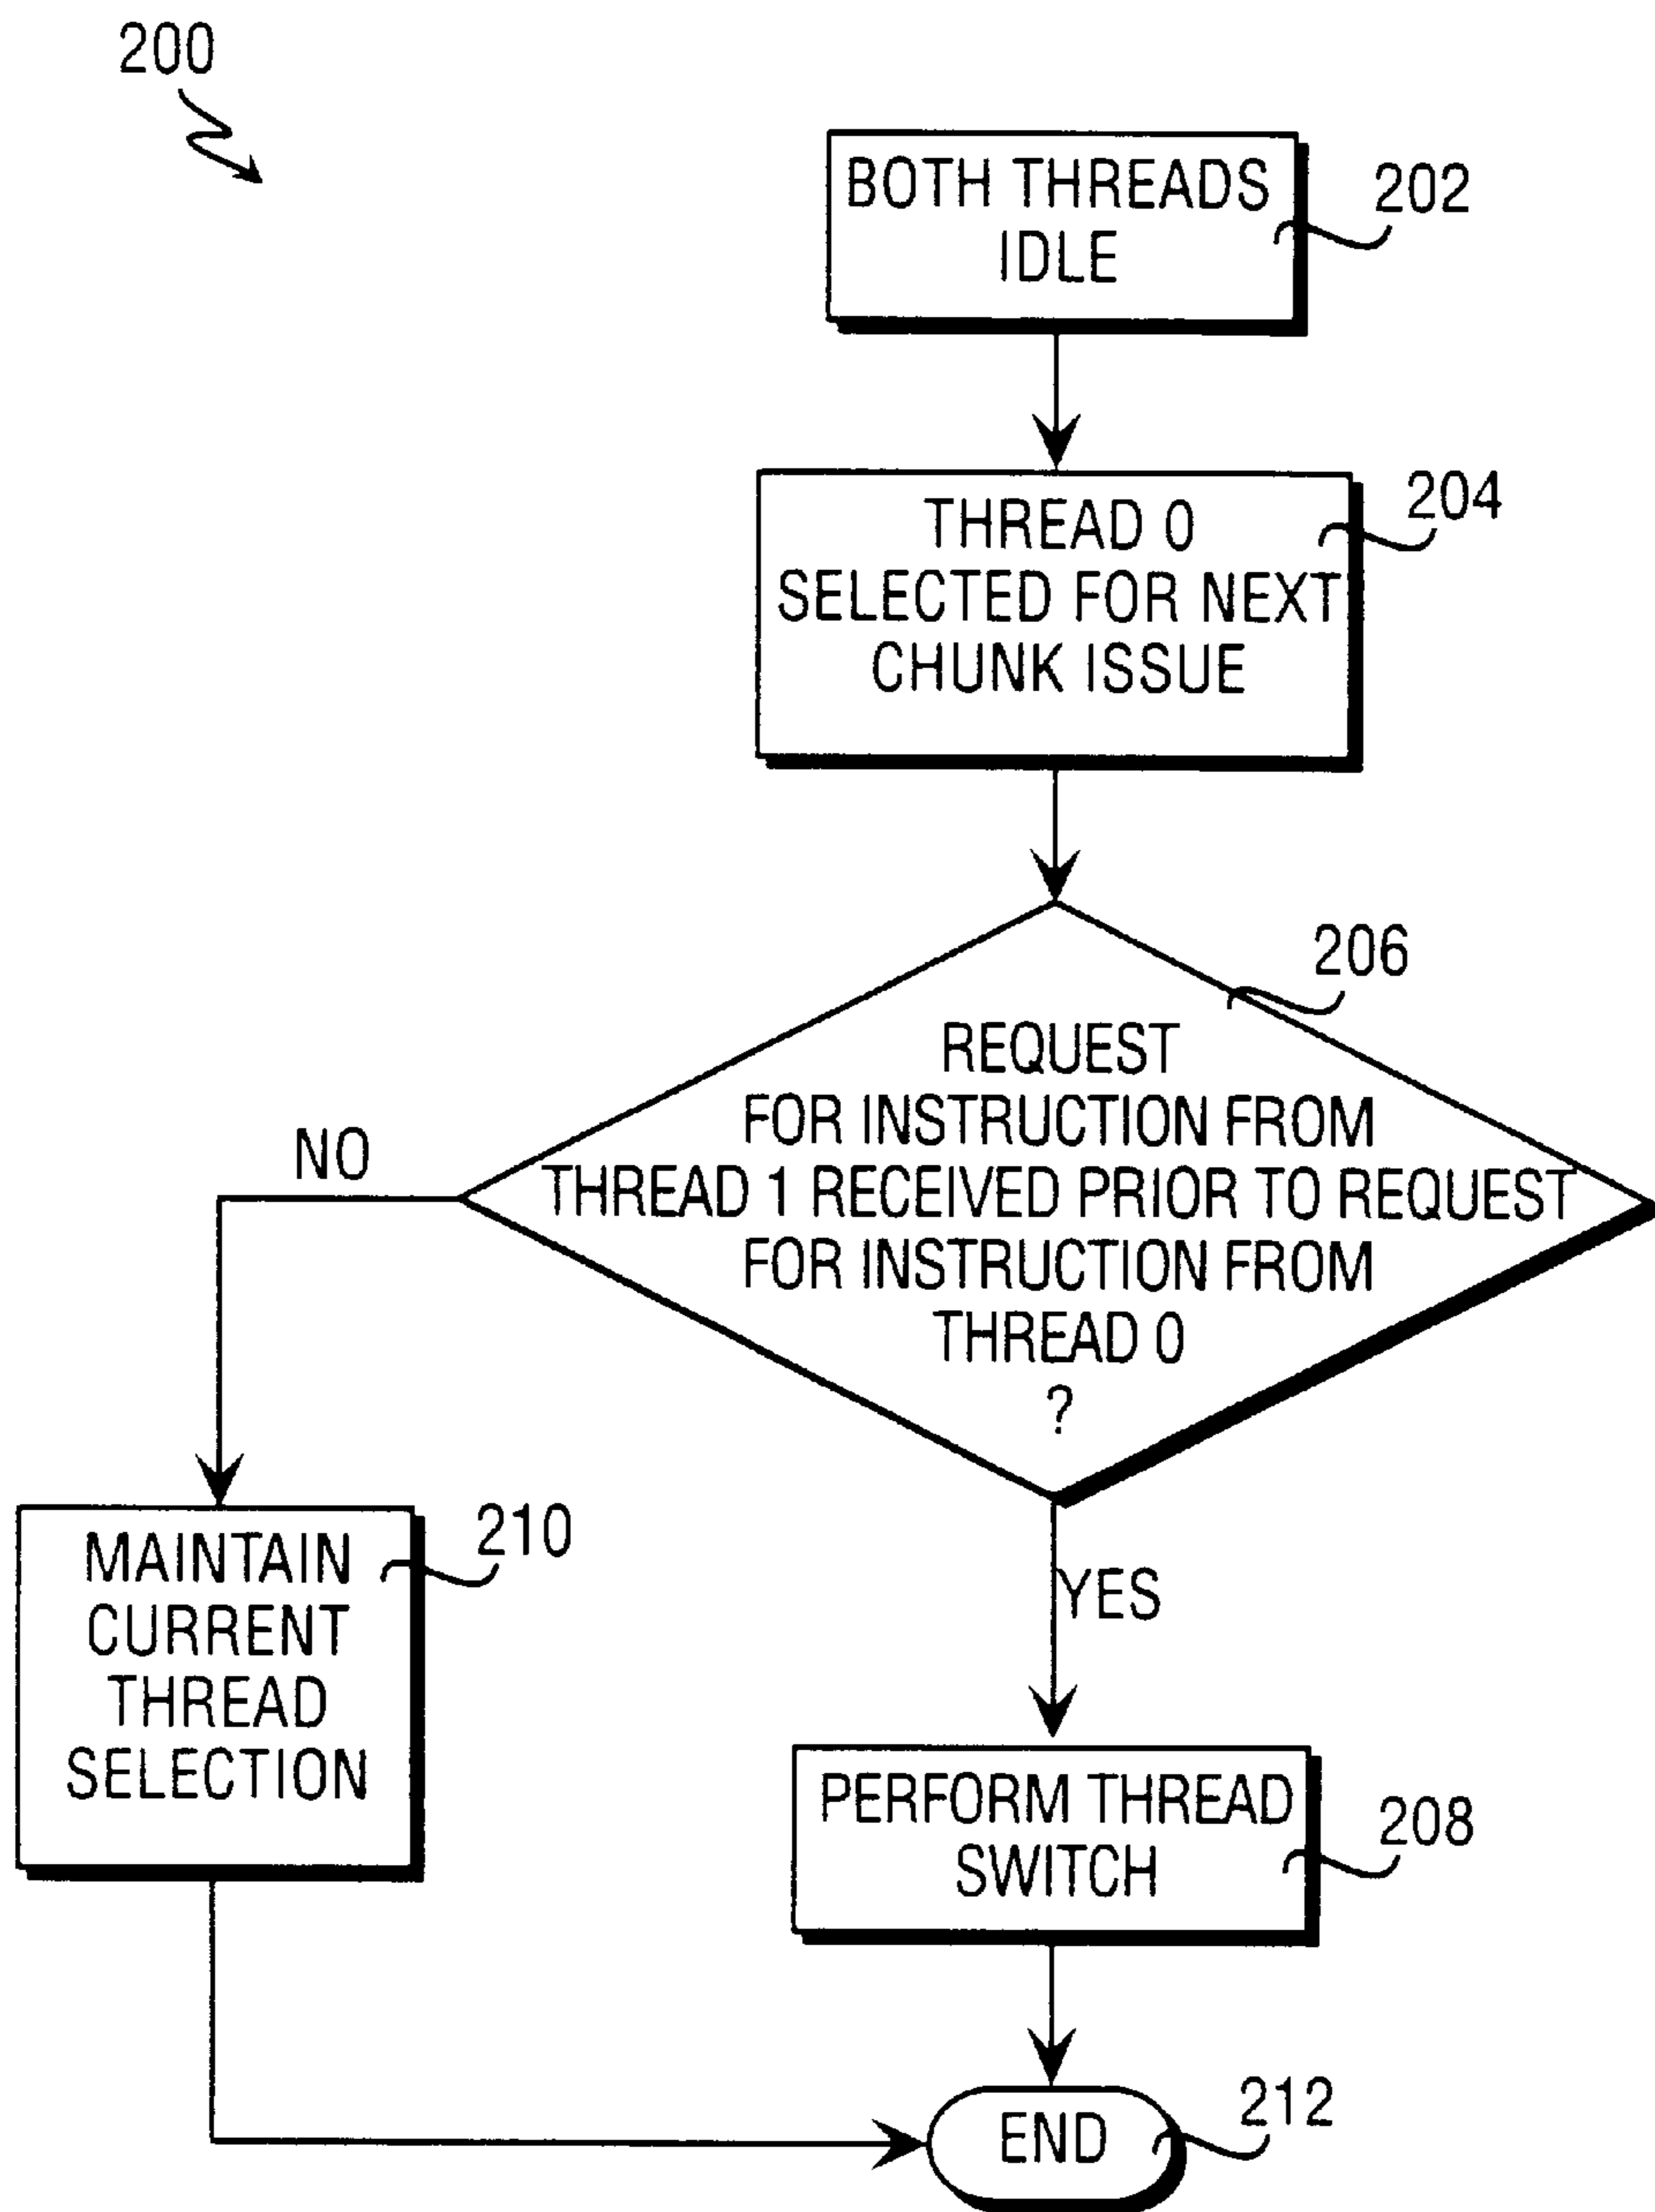 200
BOTH THREADS
IDLE
202
THREAD 0
SELECTED FOR NEXT
CHUNK ISSUE
204
206
REQUEST
FOR INSTRUCTION FROM
THREAD 1 RECEIVED PRIOR TO REQUEST
FOR INSTRUCTION FROM
THREAD 0
?
NO
YES
MAINTAIN
CURRENT
THREAD
SELECTION
210
PERFORM THREAD
SWITCH
208
END
212